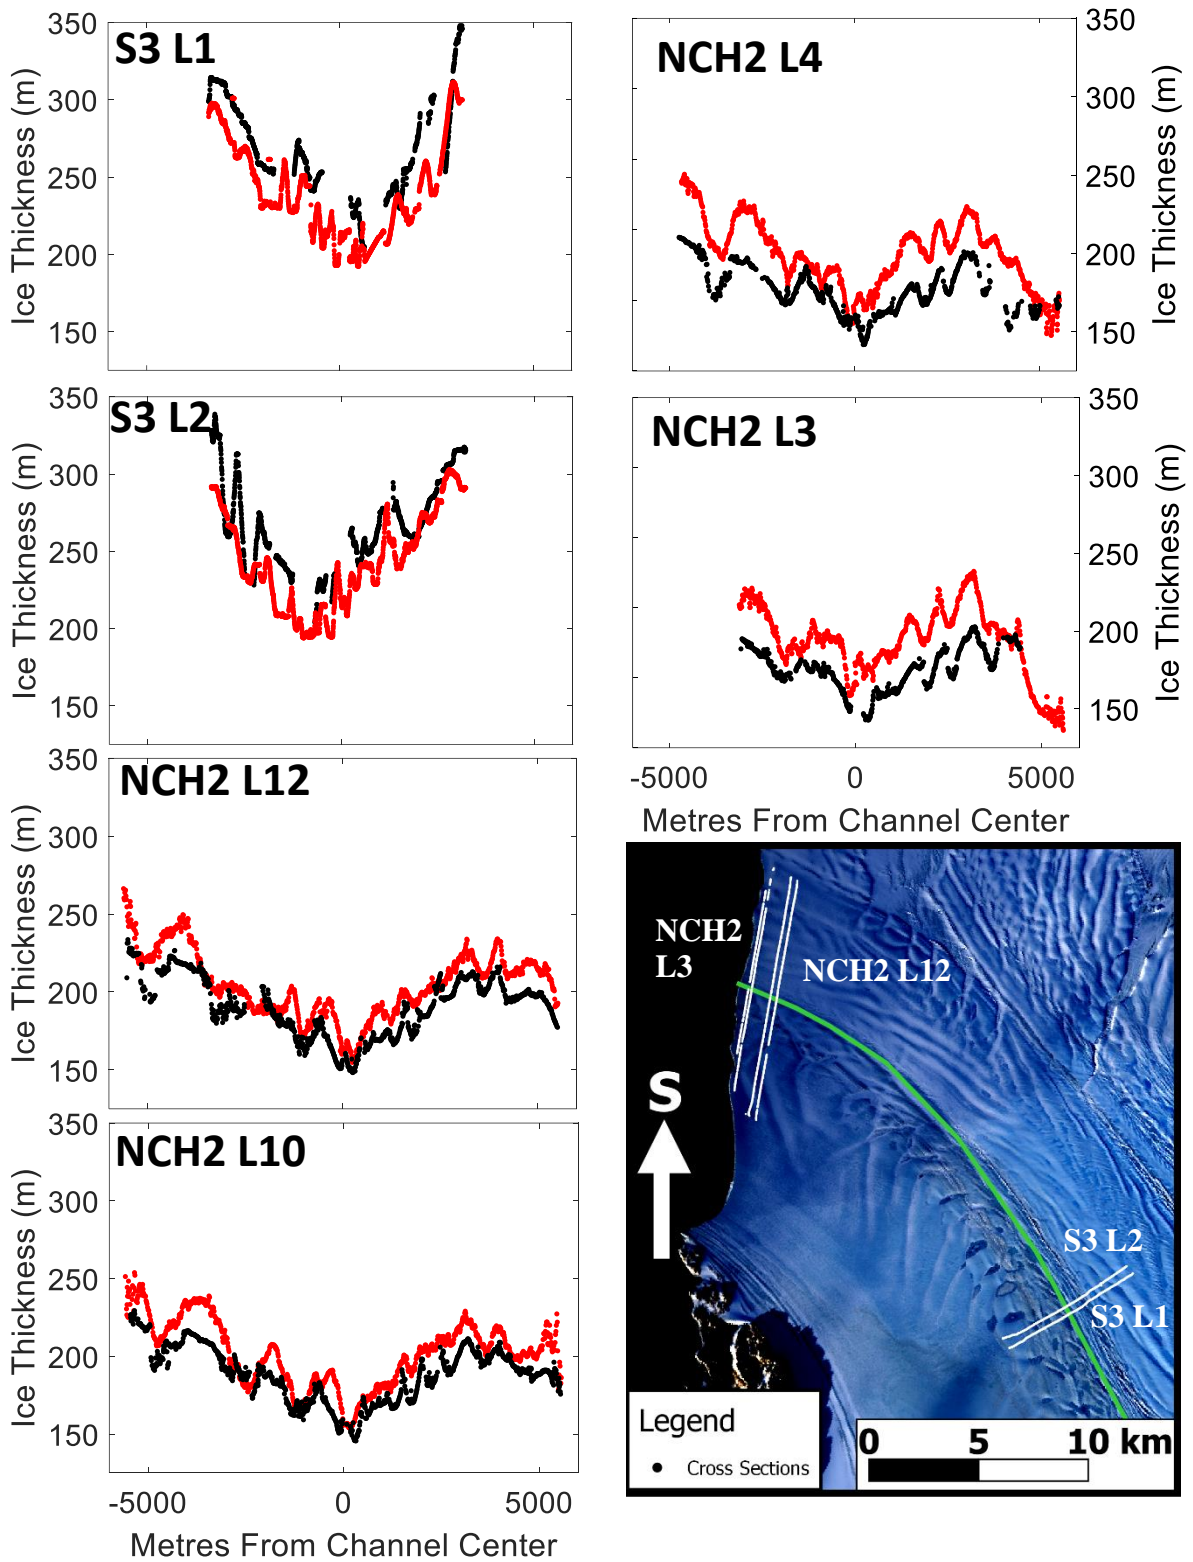 S3 L1
350
300
250
200
150
Ice Thickness (m)
NCH2 L4
350
300
250
200
150
Ice Thickness (m)
S3 L2
350
300
250
200
150
Ice Thickness (m)
NCH2 L3
350
300
250
200
150
Ice Thickness (m)
-5000 0 5000
Metres From Channel Center
NCH2 L12
350
300
250
200
150
Ice Thickness (m)
NCH2 L10
350
300
250
200
150
Ice Thickness (m)
-5000 0 5000
Metres From Channel Center
NCH2
L3
NCH2 L12
S
S3 L2
S3 L1
Legend
Cross Sections
0 5 10 km